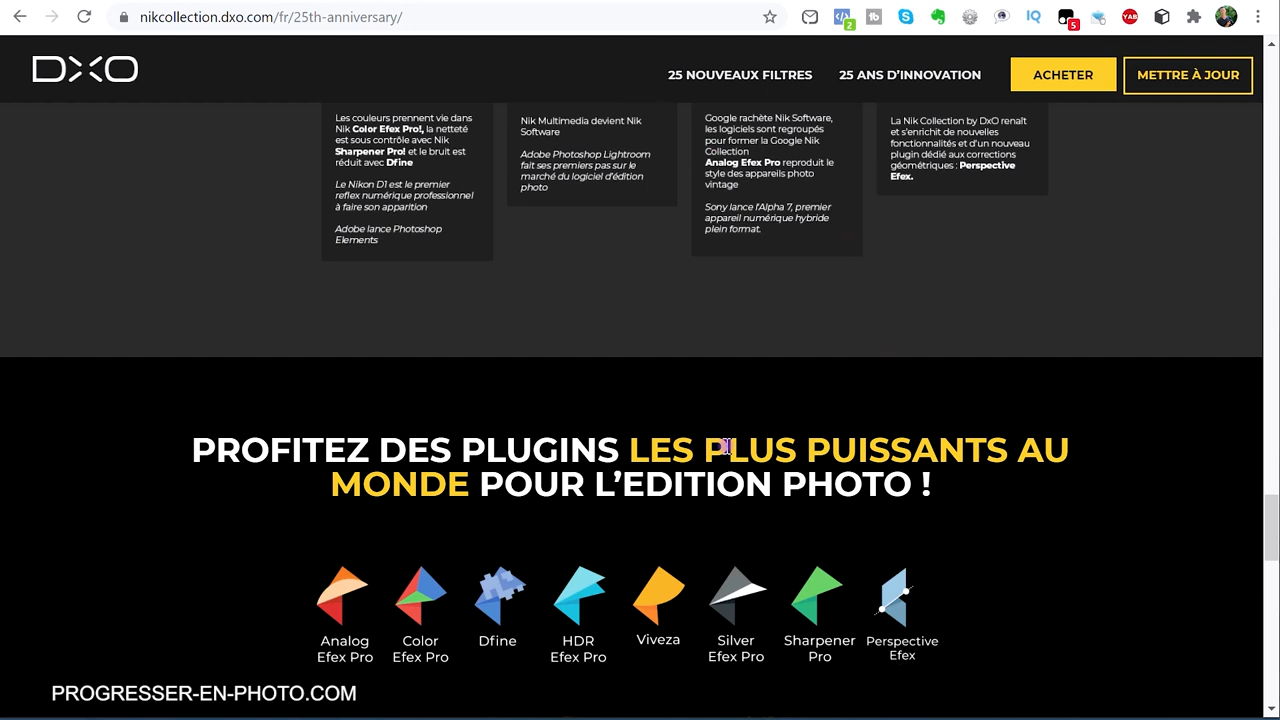 nikcollection.dxo.com/fr/25th-anniversary/
2
tb
IQ
5
YAB
DXO
25 NOUVEAUX FILTRES
25 ANS D'INNOVATION
ACHETER
METTRE À JOUR
Les couleurs prennent vie dans
Nik Color Efex Pro!, la netteté
est sous contrôle avec Nik
Sharpener Pro! et le bruit est
réduit avec Dfine
Le Nikon D1 est le premier
reflex numérique professionnel
à faire son apparition
Adobe lance Photoshop
Elements
Nik Multimedia devient Nik
Software
Adobe Photoshop Lightroom
fait ses premiers pas sur le
marché du logiciel d'édition
photo
Google rachète Nik Software,
les logiciels sont regroupés
pour former la Google Nik
Collection
Analog Efex Pro reproduit le
style des appareils photo
vintage
Sony lance l'Alpha 7, premier
appareil numérique hybride
plein format.
La Nik Collection by DxO renaît
et s'enrichit de nouvelles
fonctionnalités et d'un nouveau
plugin dédié aux corrections
géométriques : Perspective
Efex.
PROFITEZ DES PLUGINS LES PLUS PUISSANTS AU
MONDE POUR L'EDITION PHOTO !
Analog
Efex Pro
Color
Efex Pro
Dfine
HDR
Efex Pro
Viveza
Silver
Efex Pro
Sharpener
Pro
Perspective
Efex
PROGRESSER-EN-PHOTO.COM